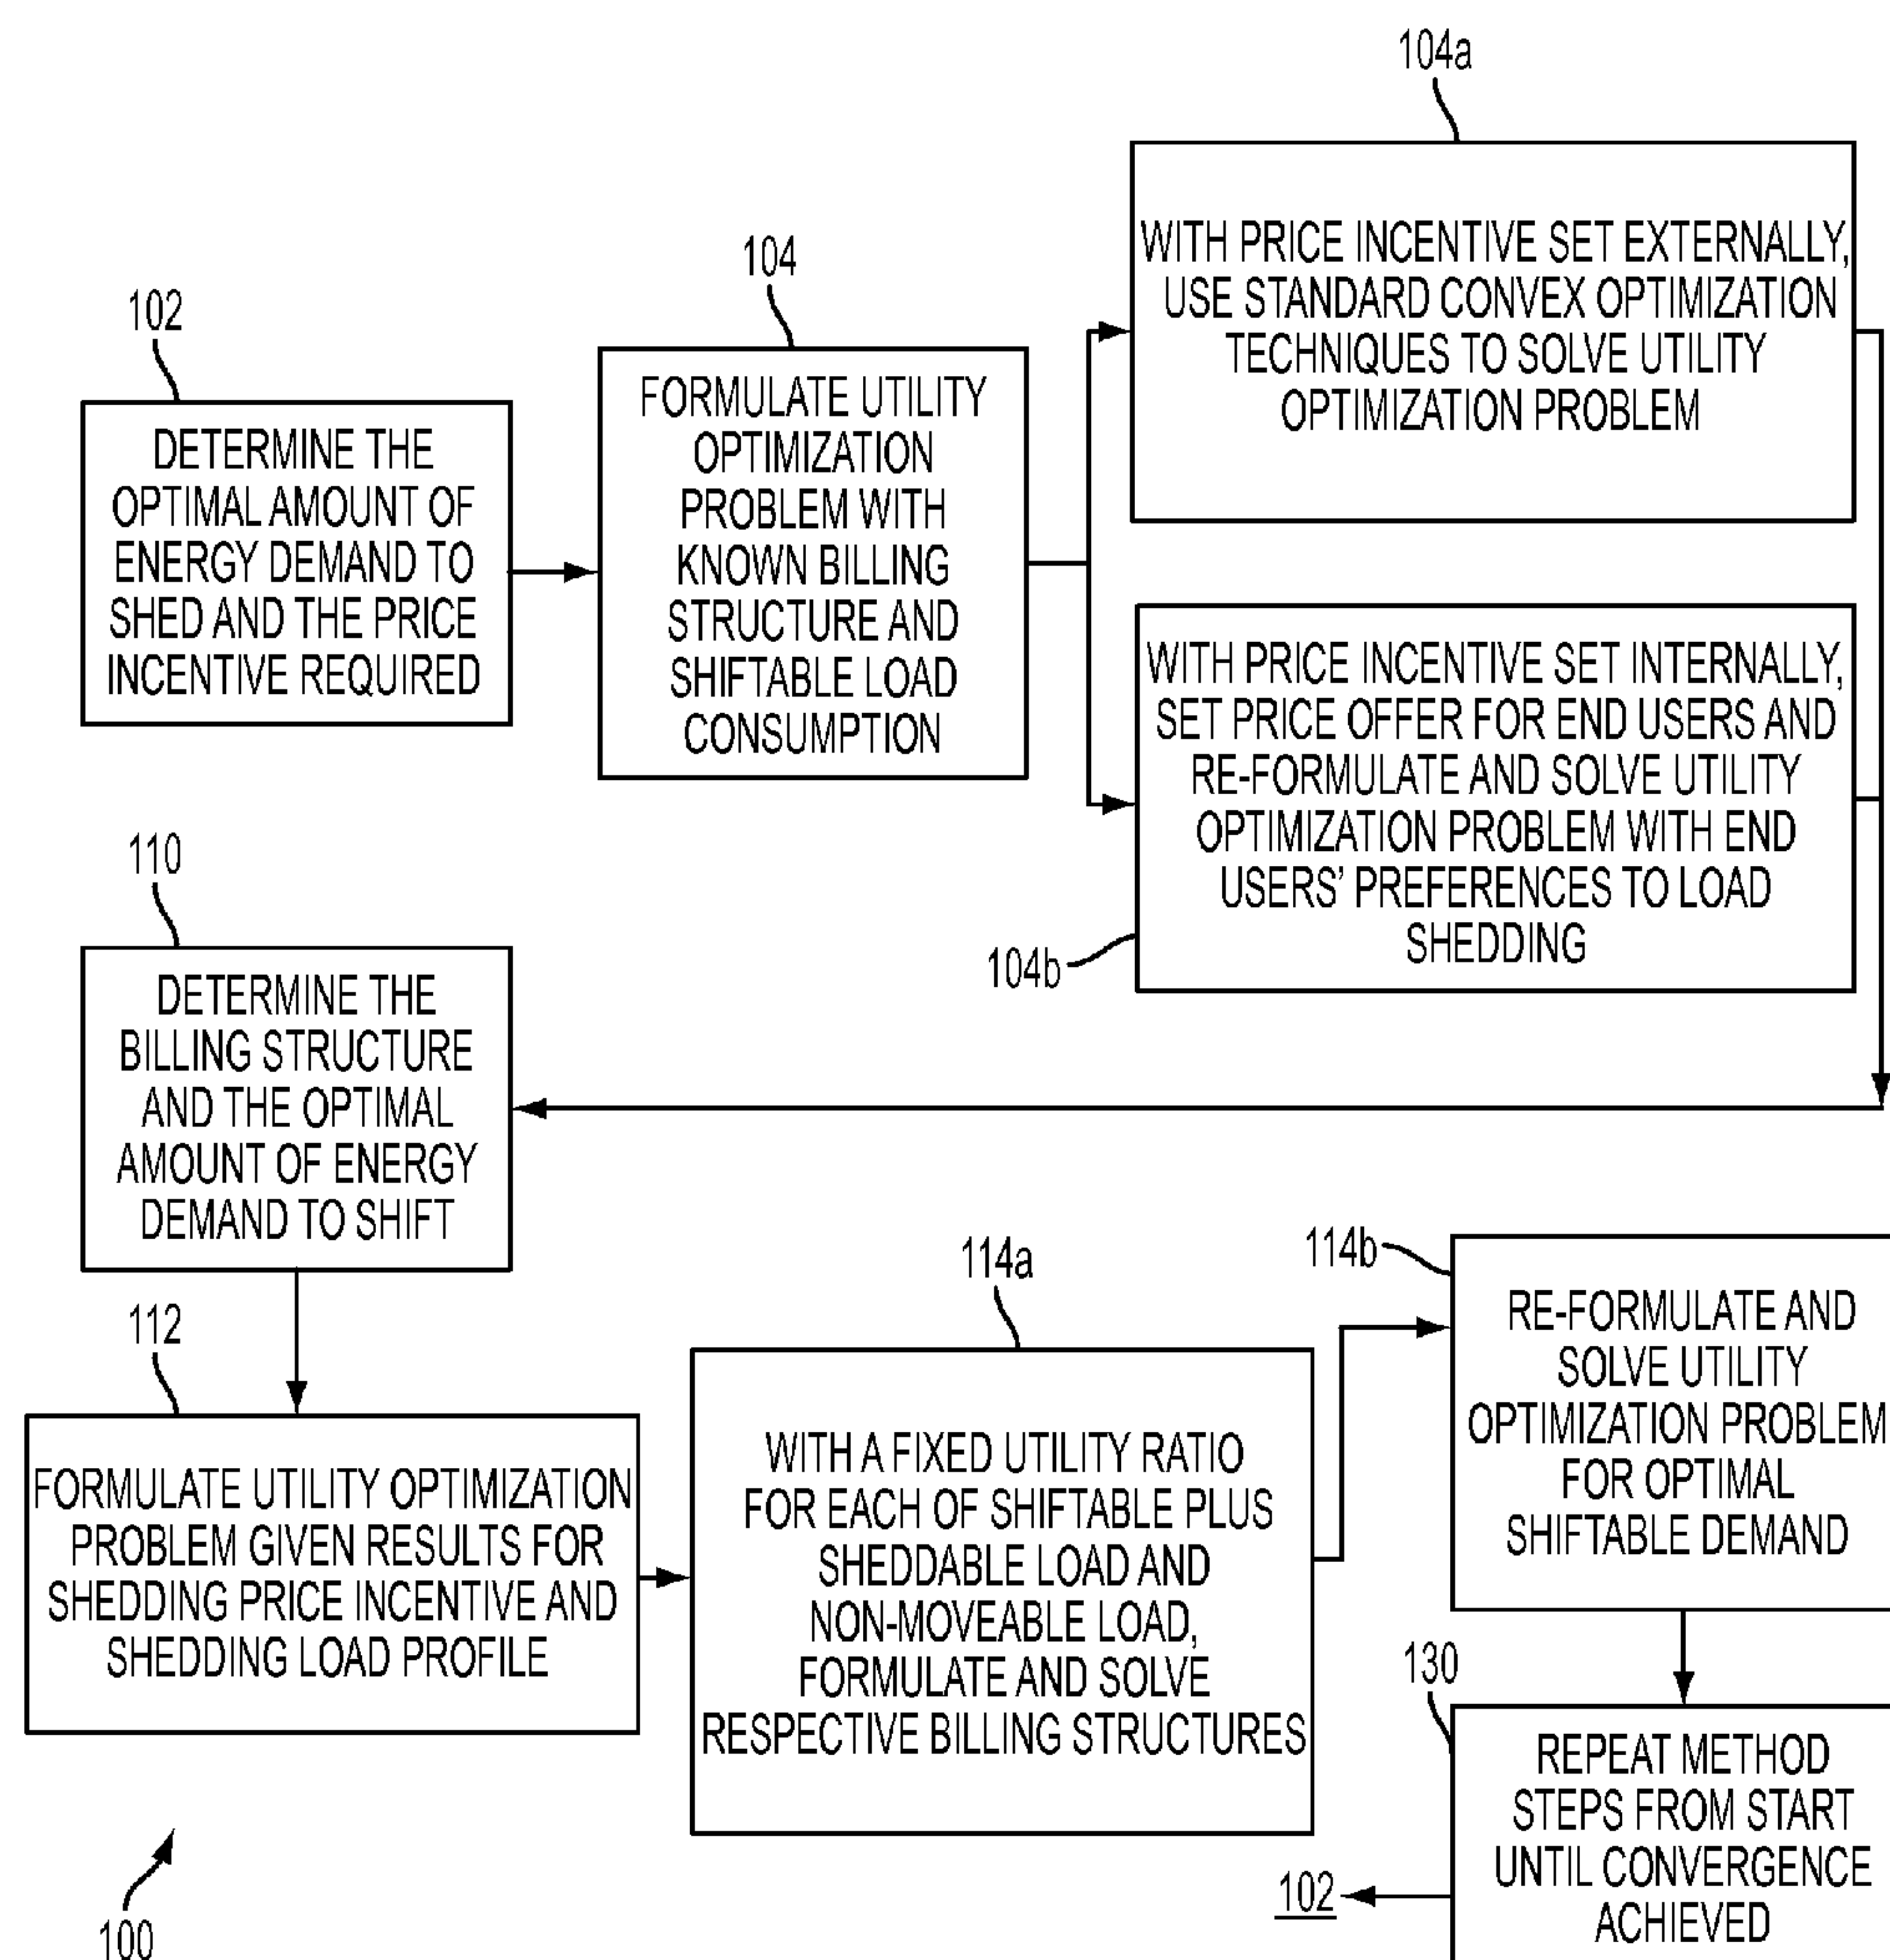 102
DETERMINE THE
OPTIMAL AMOUNT OF
ENERGY DEMAND TO
SHED AND THE PRICE
INCENTIVE REQUIRED
104
FORMULATE UTILITY
OPTIMIZATION
PROBLEM WITH
KNOWN BILLING
STRUCTURE AND
SHIFTABLE LOAD
CONSUMPTION
104a
WITH PRICE INCENTIVE SET EXTERNALLY,
USE STANDARD CONVEX OPTIMIZATION
TECHNIQUES TO SOLVE UTILITY
OPTIMIZATION PROBLEM
WITH PRICE INCENTIVE SET INTERNALLY,
SET PRICE OFFER FOR END USERS AND
RE-FORMULATE AND SOLVE UTILITY
OPTIMIZATION PROBLEM WITH END
USERS' PREFERENCES TO LOAD
SHEDDING
104b
110
DETERMINE THE
BILLING STRUCTURE
AND THE OPTIMAL
AMOUNT OF ENERGY
DEMAND TO SHIFT
112
FORMULATE UTILITY OPTIMIZATION
PROBLEM GIVEN RESULTS FOR
SHEDDING PRICE INCENTIVE AND
SHEDDING LOAD PROFILE
114a
WITH A FIXED UTILITY RATIO
FOR EACH OF SHIFTABLE PLUS
SHEDDABLE LOAD AND
NON-MOVEABLE LOAD,
FORMULATE AND SOLVE
RESPECTIVE BILLING STRUCTURES
114b
RE-FORMULATE AND
SOLVE UTILITY
OPTIMIZATION PROBLEM
FOR OPTIMAL
SHIFTABLE DEMAND
130
REPEAT METHOD
STEPS FROM START
UNTIL CONVERGENCE
ACHIEVED
102
100